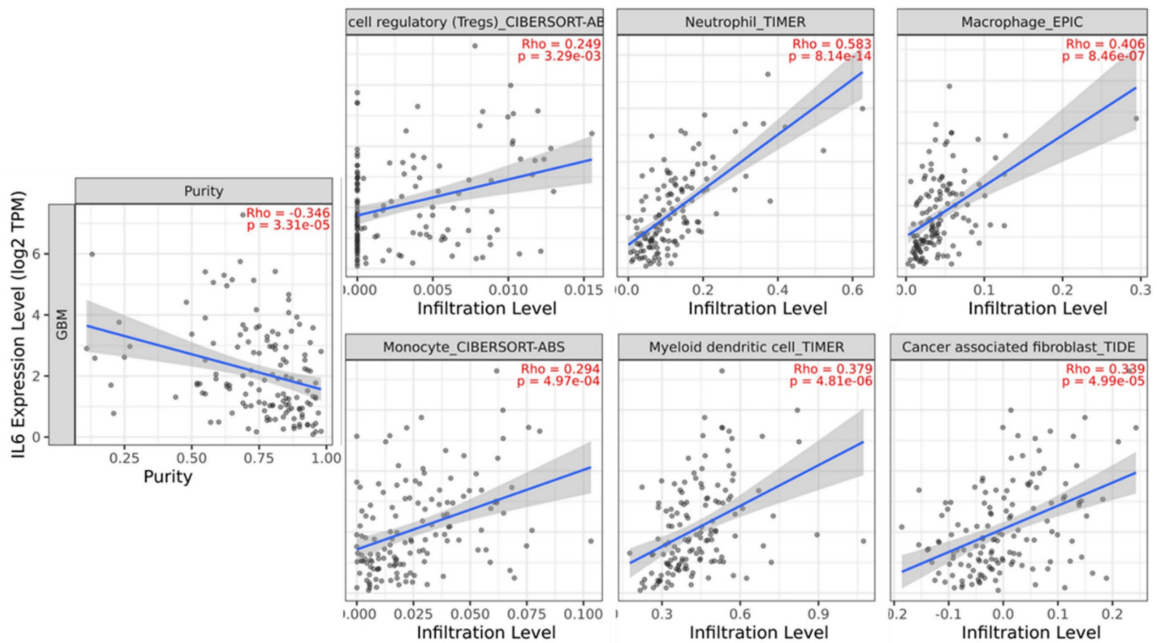 cell regulatory (Tregs)_CIBERSORT-AB
Rho = 0.249
p = 3.29e-03
0.000 0.005 0.010 0.015
Infiltration Level
Neutrophil_TIMER
Rho = 0.583
p = 8.14e-14
0.0 0.2 0.4 0.6
Infiltration Level
Macrophage_EPIC
Rho = 0.406
p = 8.46e-07
0.0 0.1 0.2 0.3
Infiltration Level
Purity
Rho = -0.346
p = 3.31e-05
IL6 Expression Level (log2 TPM)
GBM
6
4
2
0
0.25 0.50 0.75 1.00
Purity
Monocyte_CIBERSORT-ABS
Rho = 0.294
p = 4.97e-04
0.000 0.025 0.050 0.075 0.100
Infiltration Level
Myeloid dendritic cell_TIMER
Rho = 0.379
p = 4.81e-06
0.3 0.6 0.9
Infiltration Level
Cancer associated fibroblast_TIDE
Rho = 0.339
p = 4.99e-05
-0.1 0.0 0.1 0.2
Infiltration Level